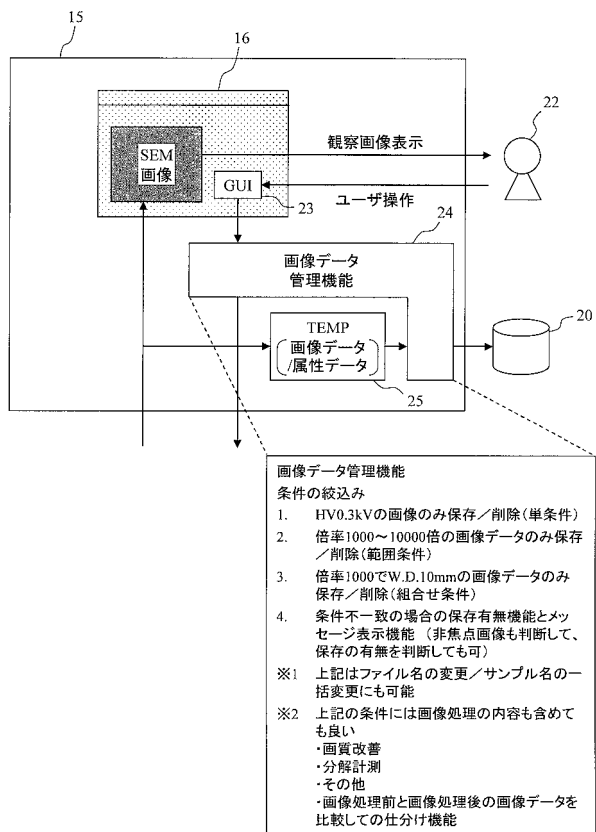 15
16
22
SEM
画像
観察画像表示
GUI
23
ユーザ操作
24
画像データ
管理機能
20
TEMP
画像データ
/属性データ
25
画像データ管理機能
条件の絞込み
1. HV0.3kVの画像のみ保存／削除(単条件)
2. 倍率1000～10000倍の画像データのみ保存
／削除(範囲条件)
3. 倍率1000でW.D.10mmの画像データのみ
保存／削除(組合せ条件)
4. 条件不一致の場合の保存有無機能とメッ
セージ表示機能 (非焦点画像も判断して、
保存の有無を判断しても可)
※1 上記はファイル名の変更／サンプル名の一
括変更にも可能
※2 上記の条件には画像処理の内容も含めて
も良い
・画質改善
・分解計測
・その他
・画像処理前と画像処理後の画像データを
比較しての仕分け機能